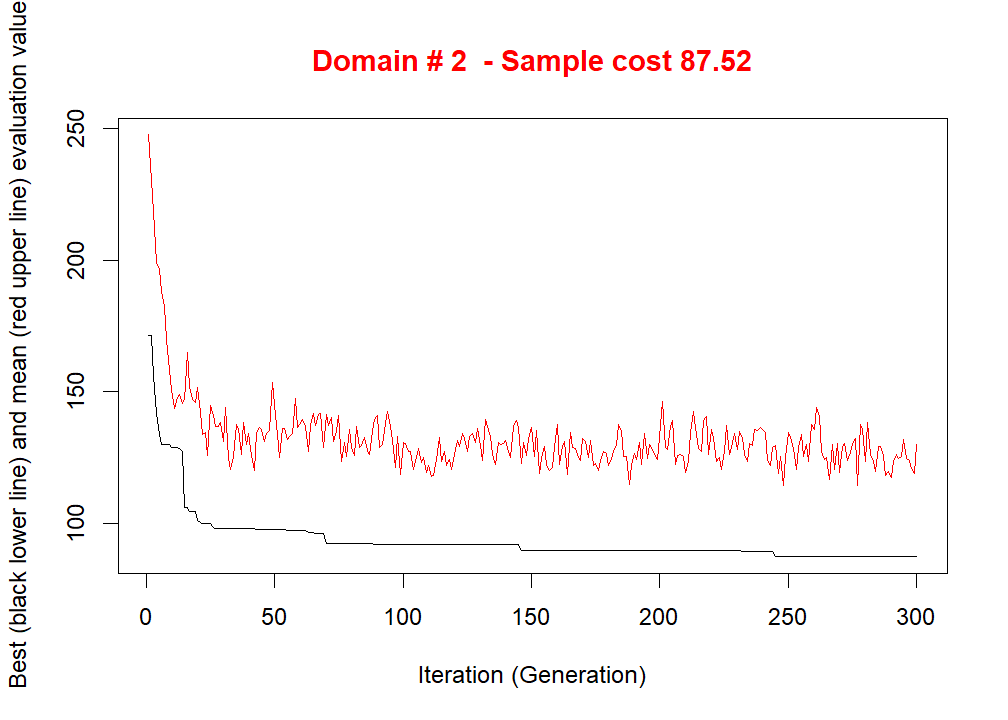 Domain # 2  - Sample cost 87.52
Best (black lower line) and mean (red upper line) evaluation value
250
200
150
100
0 50 100 150 200 250 300
Iteration (Generation)